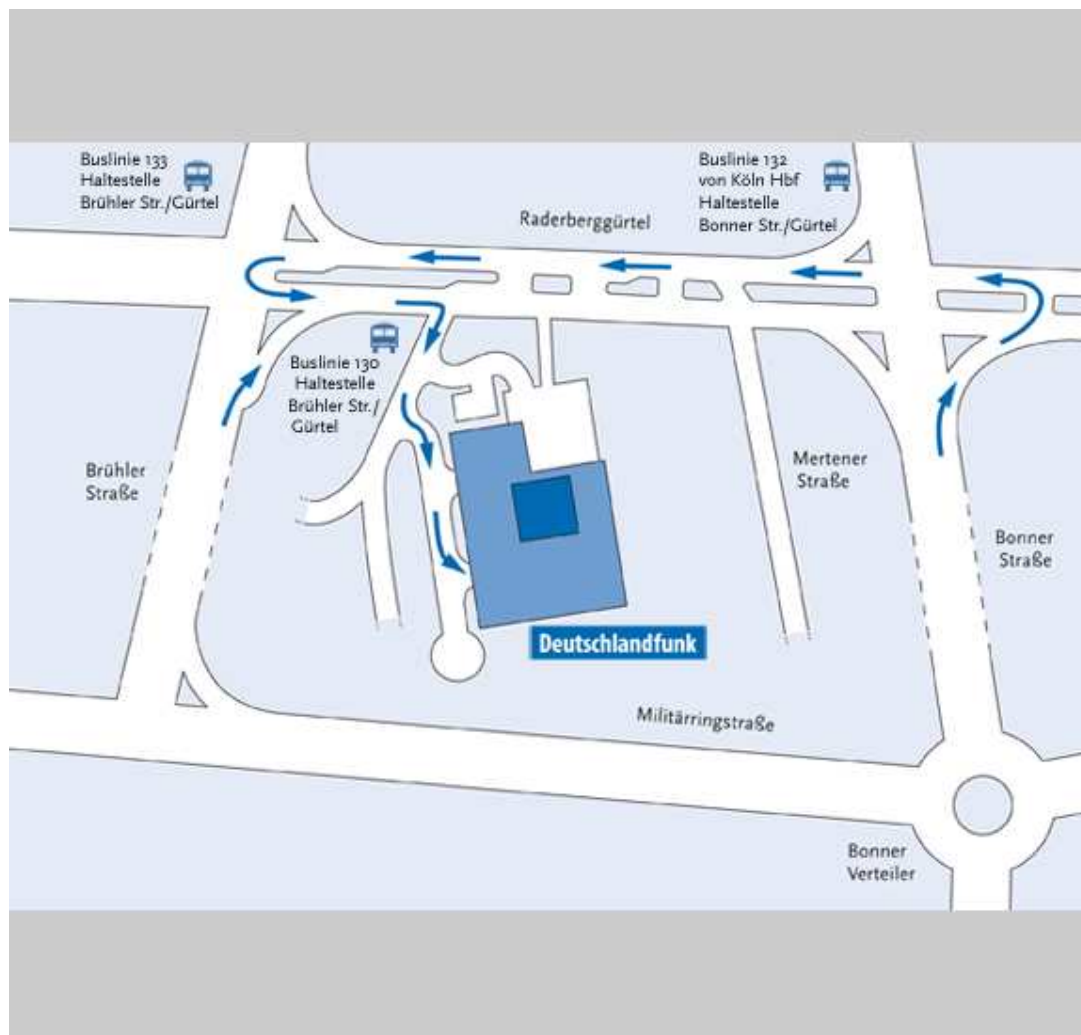 Buslinie 133
Haltestelle
Brühler Str./Gürtel
Buslinie 132
von Köln Hbf
Haltestelle
Bonner Str./Gürtel
Raderberggürtel
Buslinie 130
Haltestelle
Brühler Str./
Gürtel
Brühler
Straße
Mertener
Straße
Bonner
Straße
Deutschlandfunk
Militärringstraße
Bonner
Verteiler